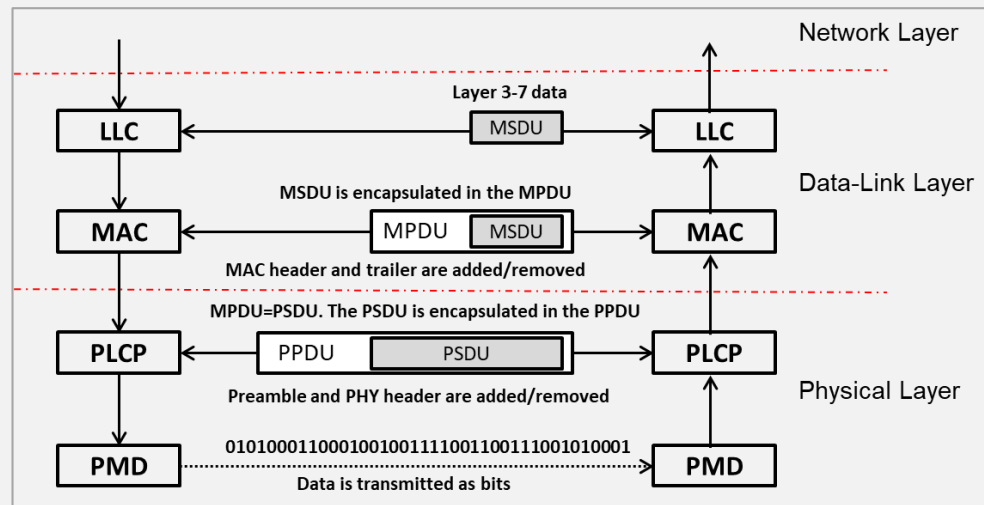 Network Layer
Layer 3-7 data
LLC
MSDU
LLC
Data-Link Layer
MSDU is encapsulated in the MPDU
MAC
MPDU
MSDU
MAC
MAC header and trailer are added/removed
MPDU=PSDU. The PSDU is encapsulated in the PPDU
PLCP
PPDU
PSDU
PLCP
Physical Layer
Preamble and PHY header are added/removed
01010001100010010011111001100111001010001
PMD
PMD
Data is transmitted as bits